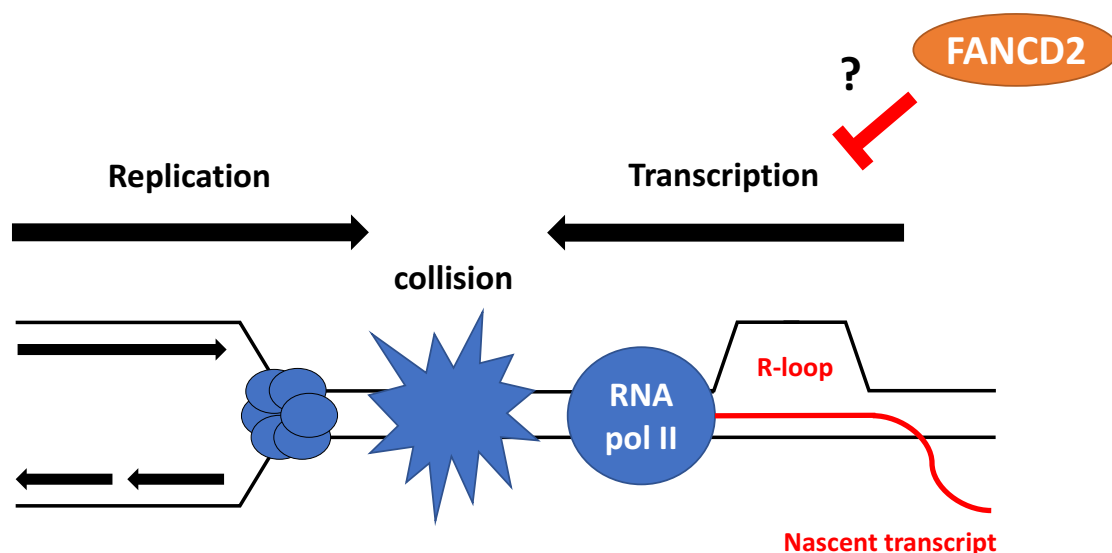 FANCD2
?
Replication
Transcription
collision
R-loop
RNA
pol II
Nascent transcript